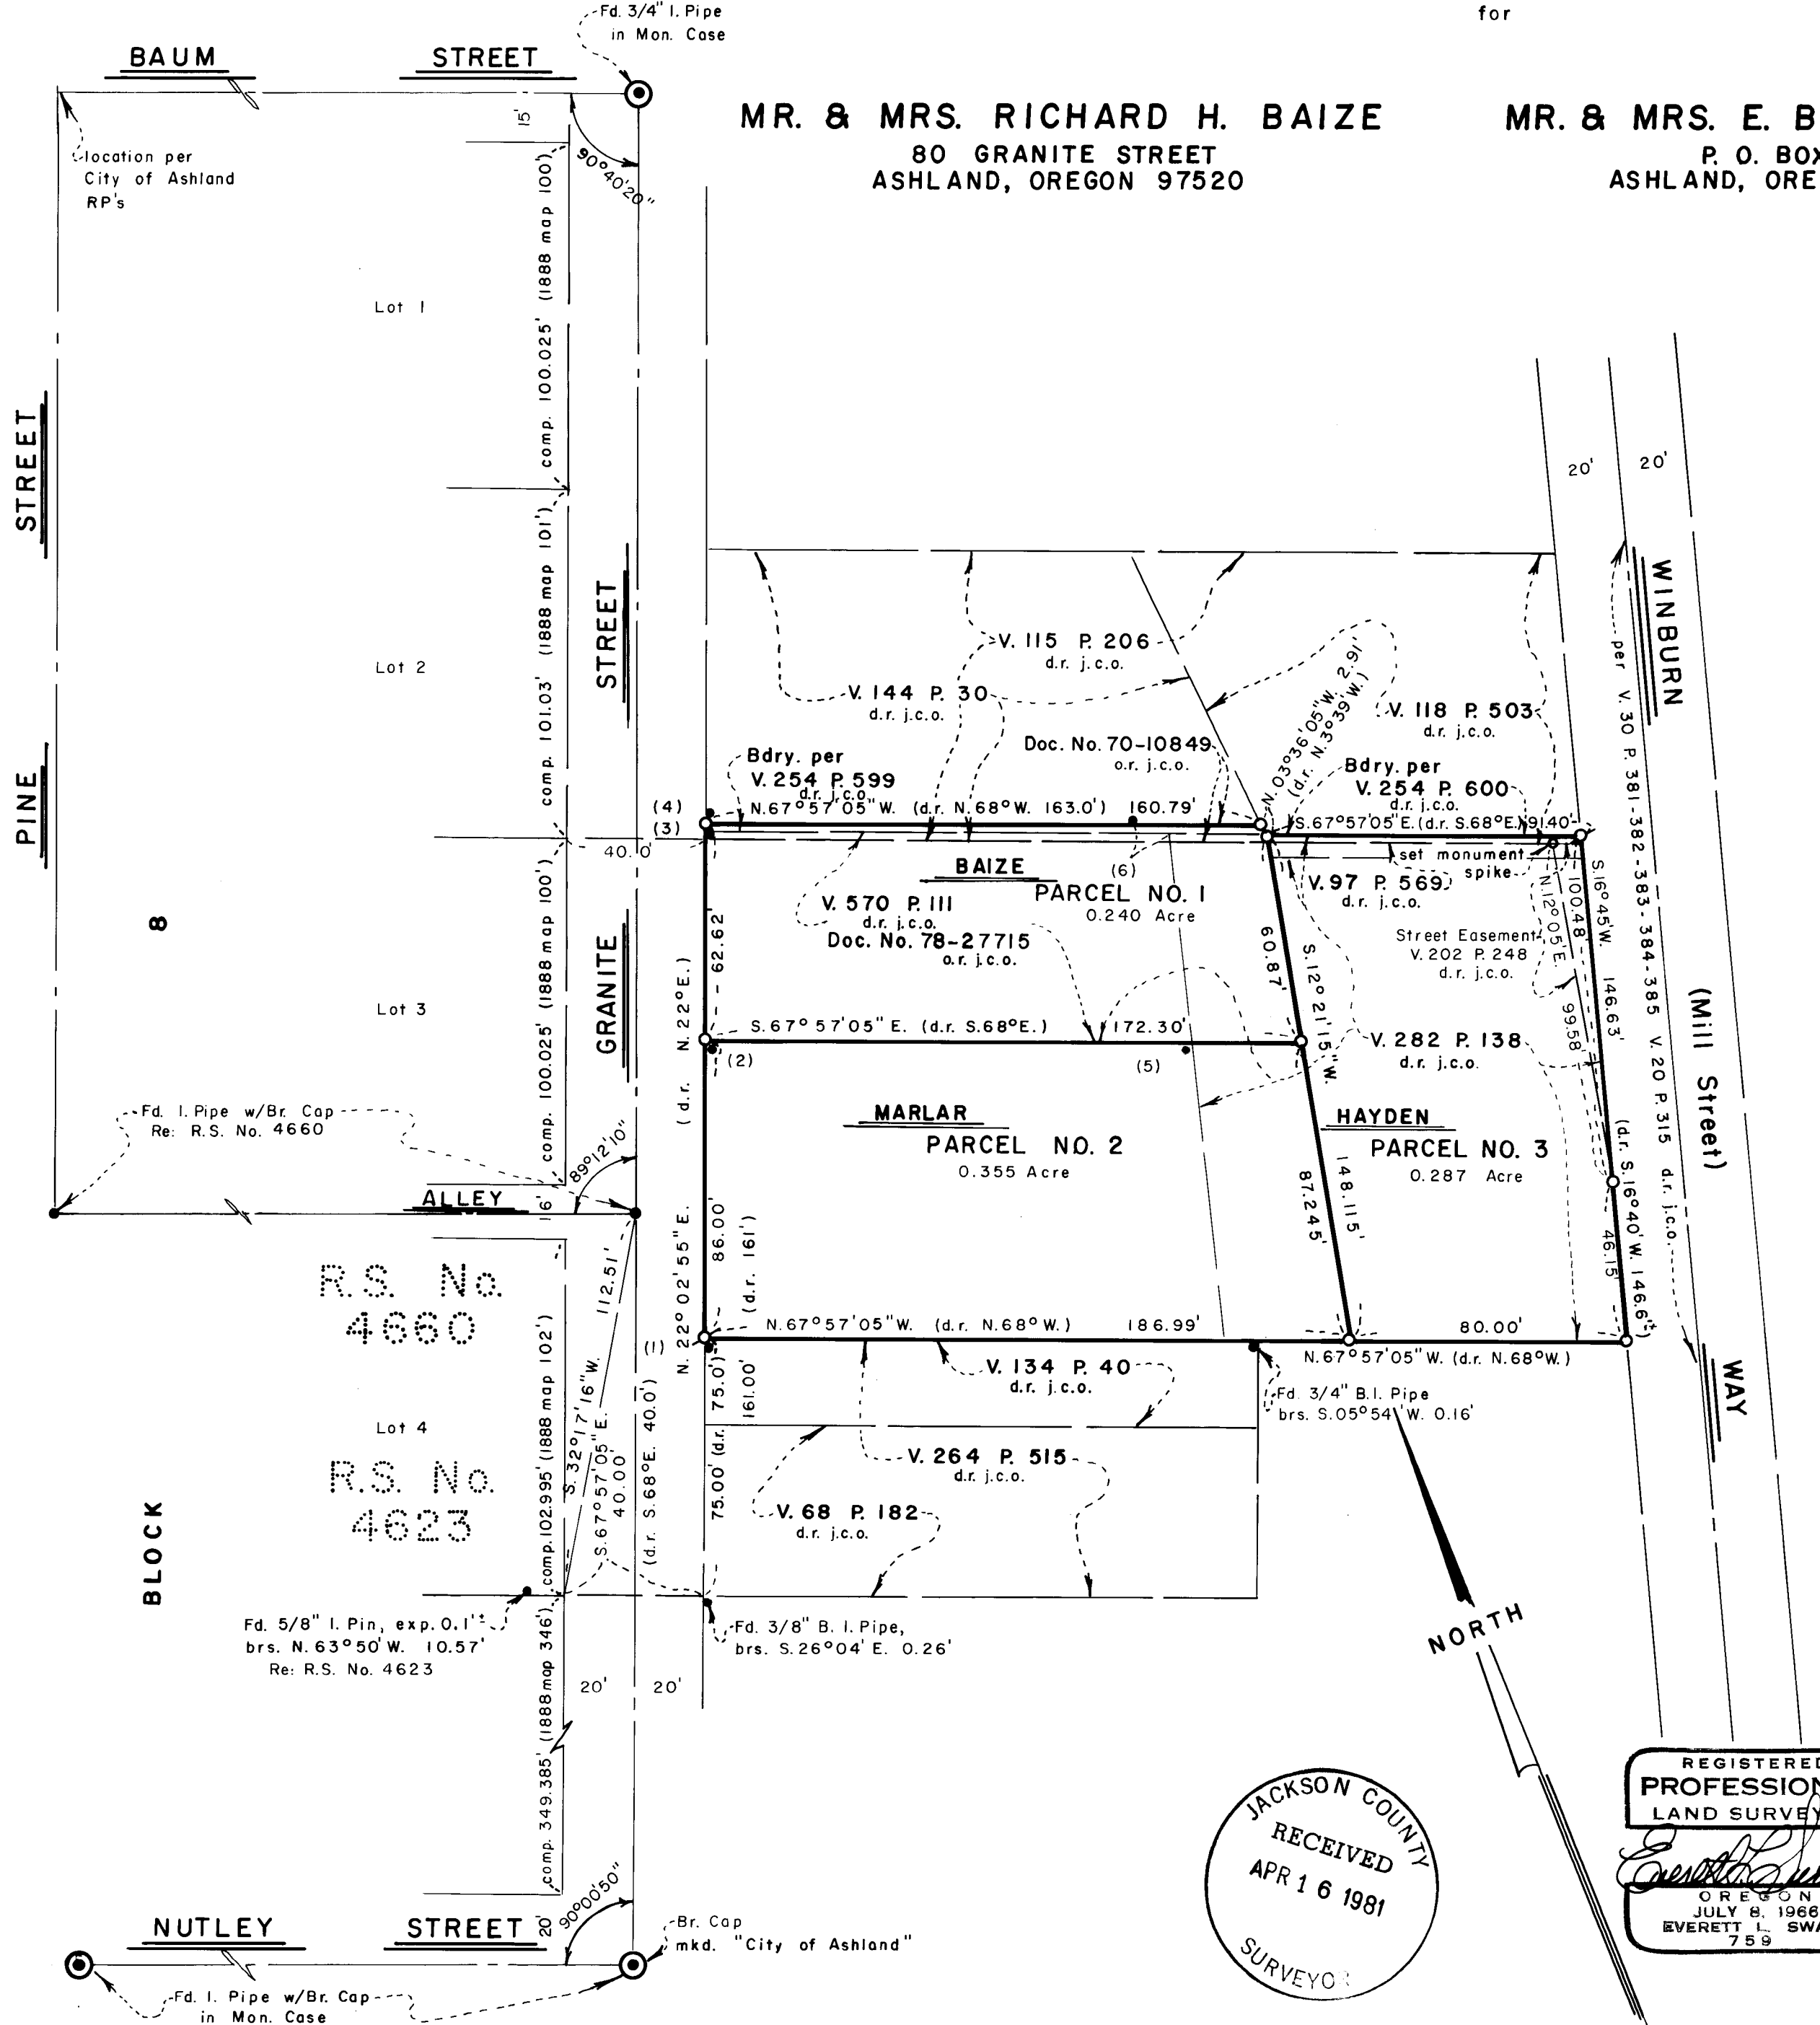 for
Fd. 3/4" I. Pipe
in Mon. Case
BAUM STREET
MR. & MRS. RICHARD H. BAIZE
80 GRANITE STREET
ASHLAND, OREGON 97520
MR. & MRS. E. B
P. O. BOX
ASHLAND, ORE
location per
City of Ashland
RP's
15'
90°40'20"
comp. 100.025' (1888 map 100')
Lot 1
STREET
PINE
20'
20'
comp. 101.03' (1888 map 101')
Lot 2
STREET
GRANITE
WINBURN
WAY
(Mill Street)
per V. 30 P. 381-382-383-384-385 V. 20 P. 315 d.r. j.c.o.
V. 115 P. 206
d.r. j.c.o.
V. 144 P. 30
d.r. j.c.o.
V. 118 P. 503
d.r. j.c.o.
Doc. No. 70-10849
o.r. j.c.o.
N. 03°36'05"W. 2.91'
(d.r. N.3°39'W.)
Bdry. per
V. 254 P. 599
d.r. j.c.o.
Bdry. per
V. 254 P. 600
d.r. j.c.o.
(4)
N.67°57'05"W. (d.r. N.68°W. 163.0') 160.79'
S.67°57'05"E. (d.r. S.68°E.) 91.40'
(3)
40.0'
BAIZE
(6)
PARCEL NO. 1
0.240 Acre
set monument
spike
V. 97 P. 569
d.r. j.c.o.
V. 570 P. 111
d.r. j.c.o.
Doc. No. 78-27715
o.r. j.c.o.
Street Easement
V. 202 P. 248
d.r. j.c.o.
S.16°45'W. 146.63'
100.48'
N.12°05'E. 99.58'
8
Lot 3
comp. 100.025' (1888 map 100')
62.62'
(d.r. N. 22°E.)
60.87'
S. 12° 21' 15" W.
S. 67° 57' 05" E. (d.r. S.68°E.) 172.30'
(2)
(5)
V. 282 P. 138
d.r. j.c.o.
Fd. I. Pipe w/Br. Cap
Re: R.S. No. 4660
89°12'10"
MARLAR
PARCEL NO. 2
0.355 Acre
HAYDEN
PARCEL NO. 3
0.287 Acre
ALLEY
16'
86.00'
(d.r. 161')
N. 22° 02' 55" E.
87.245'
148.115'
(d.r. S.16°40'W. 146.6'±)
46.15'
R.S. No.
4660
112.51'
S. 32°17'16"W.
(1)
N.67°57'05"W. (d.r. N.68°W.) 186.99'
80.00'
N.67°57'05"W. (d.r. N.68°W.)
V. 134 P. 40
d.r. j.c.o.
Fd. 3/4" B.I. Pipe
brs. S.05°54'W. 0.16'
161.00'
75.00' (d.r. 75.0')
Lot 4
comp. 102.995' (1888 map 102')
R.S. No.
4623
S.67°57'05"E.
40.00'
(d.r. S.68°E. 40.0')
V. 264 P. 515
d.r. j.c.o.
V. 68 P. 182
d.r. j.c.o.
BLOCK
NORTH
Fd. 5/8" I. Pin, exp. 0.1'±
brs. N. 63°50'W. 10.57'
Re: R.S. No. 4623
Fd. 3/8" B. I. Pipe,
brs. S.26°04' E. 0.26'
20'
20'
comp. 349.385' (1888 map 346')
JACKSON COUNTY
RECEIVED
APR 16 1981
SURVEYOR
REGISTERED
PROFESSION
LAND SURVEY
OREGON
JULY 8, 1966
EVERETT L. SWA
759
20'
90°00'50"
NUTLEY STREET
Br. Cap
mkd. "City of Ashland"
Fd. I. Pipe w/Br. Cap
in Mon. Case